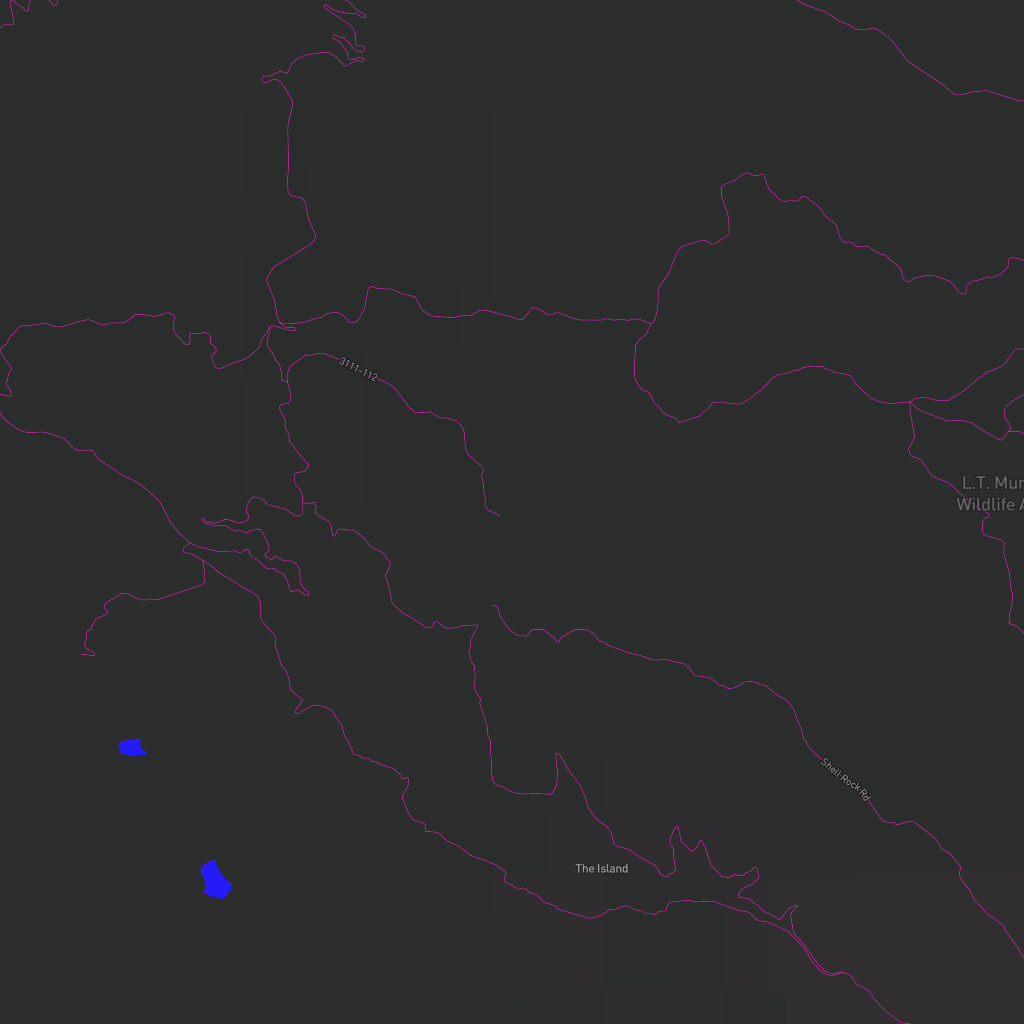 3111-112
L.T. Mur
Wildlife A
Shell Rock Rd
The Island